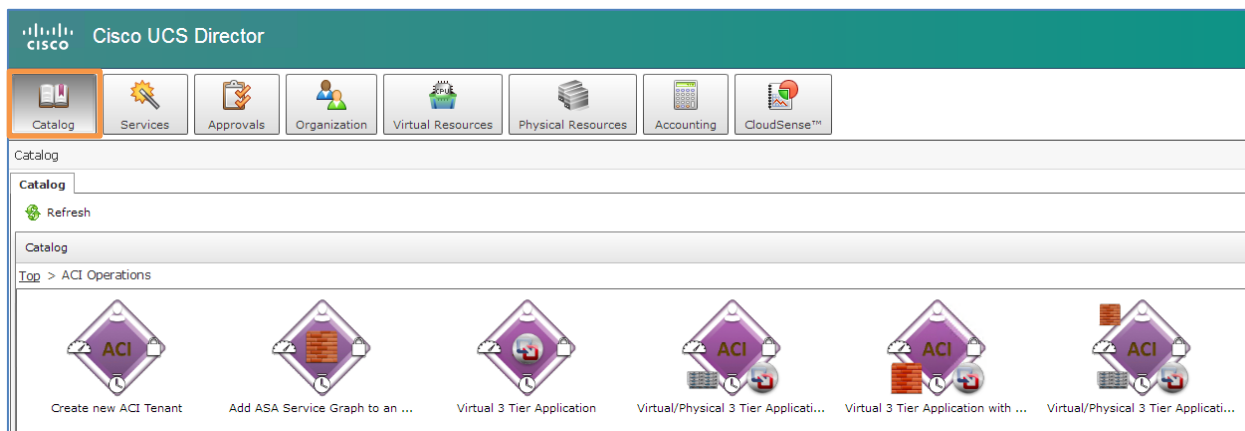 CISCO Cisco UCS Director
CPU
Catalog Services Approvals Organization Virtual Resources Physical Resources Accounting CloudSense™
Catalog
Catalog
Refresh
Catalog
Top > ACI Operations
ACI ACI ACI ACI
Create new ACI Tenant Add ASA Service Graph to an ... Virtual 3 Tier Application Virtual/Physical 3 Tier Applicati... Virtual 3 Tier Application with ... Virtual/Physical 3 Tier Applicati...